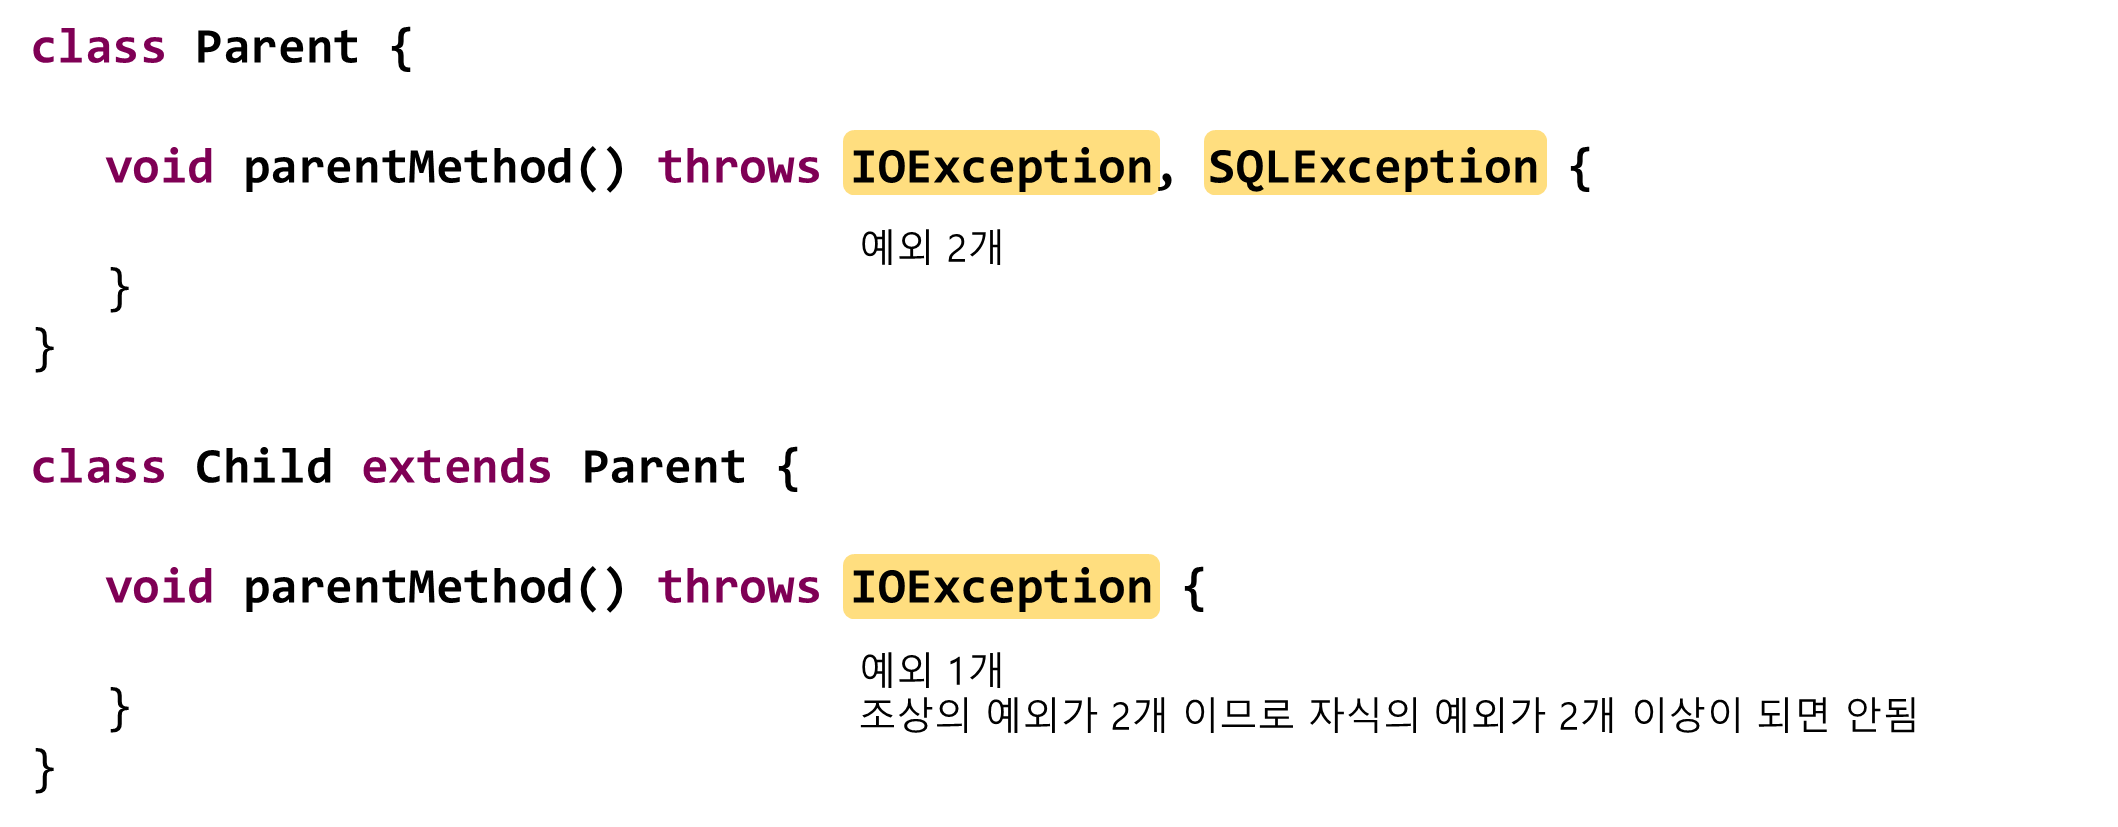 class Parent {
void parentMethod() throws IOException, SQLException {
예외 2개
}
}
class Child extends Parent {
void parentMethod() throws IOException {
예외 1개
조상의 예외가 2개 이므로 자식의 예외가 2개 이상이 되면 안됨
}
}